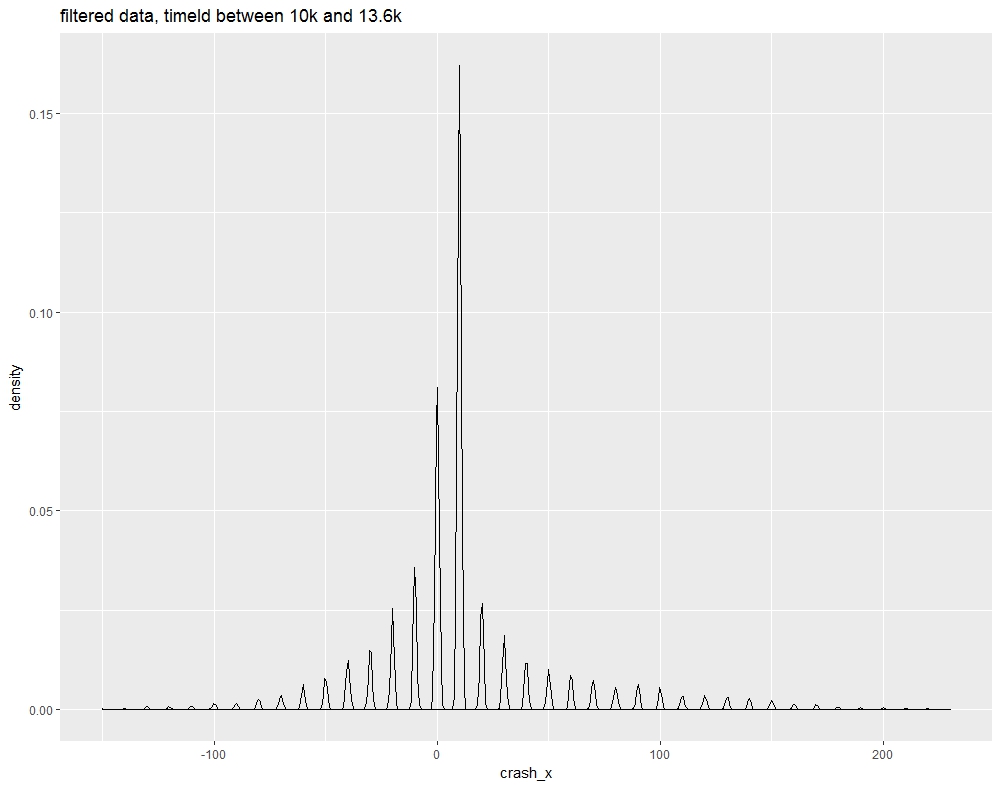 filtered data, timeId between 10k and 13.6k
0.15
0.10
density
0.05
0.00
-100 0 100 200
crash_x